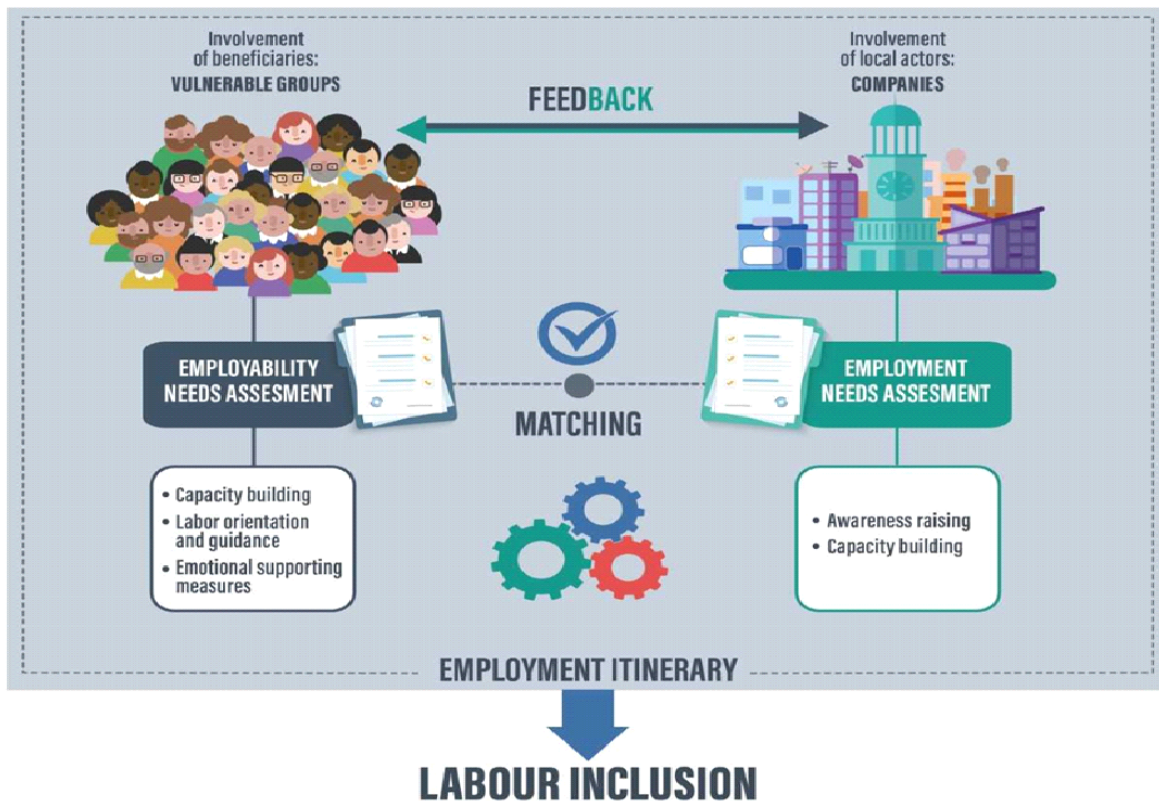 Involvement
of beneficiaries:
VULNERABLE GROUPS
Involvement
of local actors:
COMPANIES
FEEDBACK
EMPLOYABILITY
NEEDS ASSESMENT
MATCHING
EMPLOYMENT
NEEDS ASSESMENT
• Capacity building
• Labor orientation
and guidance
• Emotional supporting
measures
• Awareness raising
• Capacity building
EMPLOYMENT ITINERARY
LABOUR INCLUSION